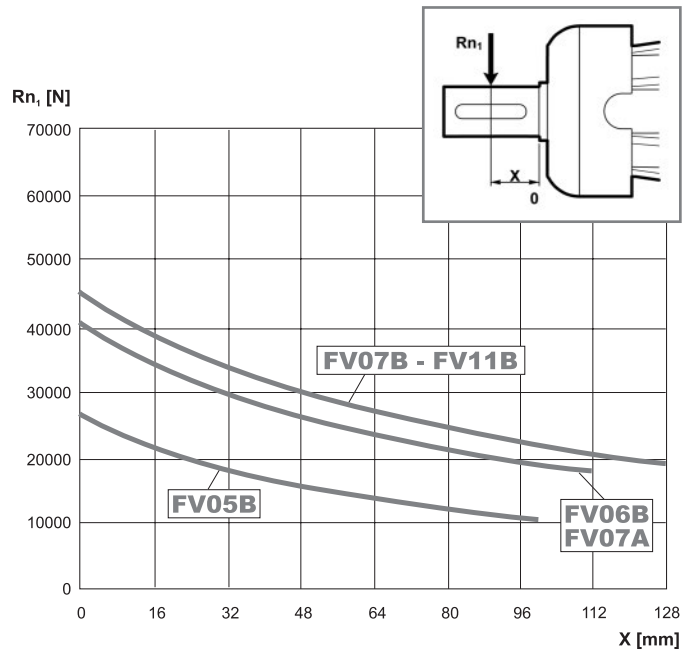 Rn1
X
0
Rn1 [N]
70000
60000
50000
40000
30000
20000
10000
0
FV07B - FV11B
FV05B
FV06B
FV07A
0 16 32 48 64 80 96 112 128
X [mm]